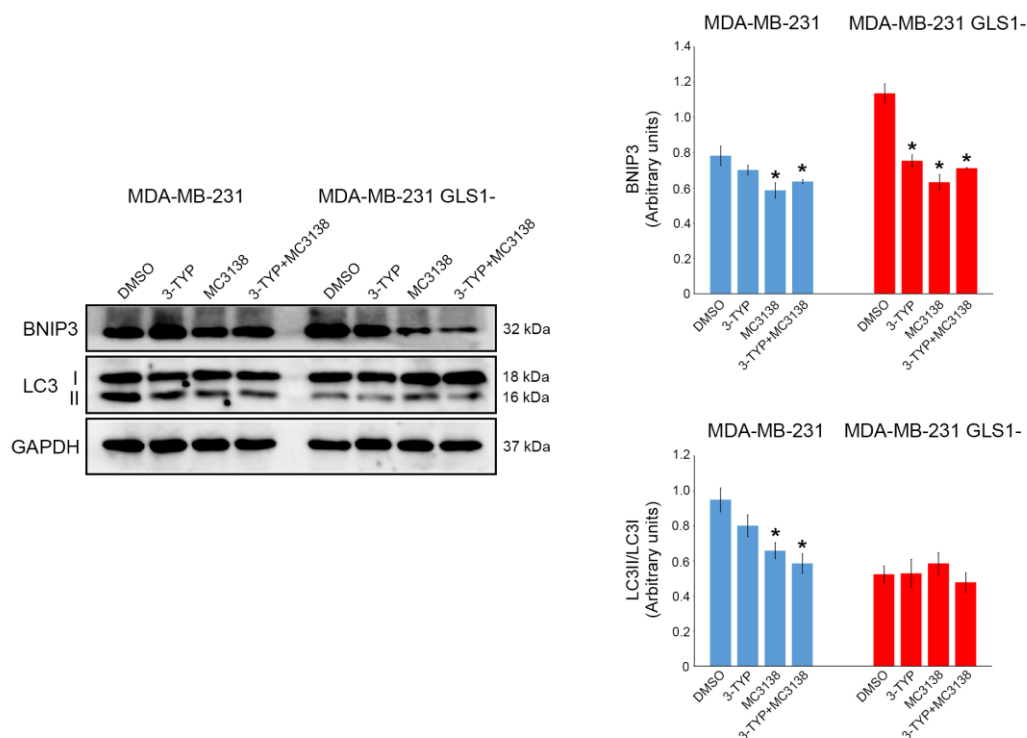 MDA-MB-231 MDA-MB-231 GLS1-
DMSO 3-TYP MC3138 3-TYP+MC3138 DMSO 3-TYP MC3138 3-TYP+MC3138
BNIP3 32 kDa
LC3 I 18 kDa
II 16 kDa
GAPDH 37 kDa
MDA-MB-231 MDA-MB-231 GLS1-
BNIP3
(Arbitrary units)
1.4
1.2
1.0
0.8
0.6
0.4
0.2
0
* * * * *
DMSO 3-TYP MC3138 3-TYP+MC3138 DMSO 3-TYP MC3138 3-TYP+MC3138
MDA-MB-231 MDA-MB-231 GLS1-
LC3II/LC3I
(Arbitrary units)
1.0
0.8
0.6
0.4
0.2
0
* *
DMSO 3-TYP MC3138 3-TYP+MC3138 DMSO 3-TYP MC3138 3-TYP+MC3138